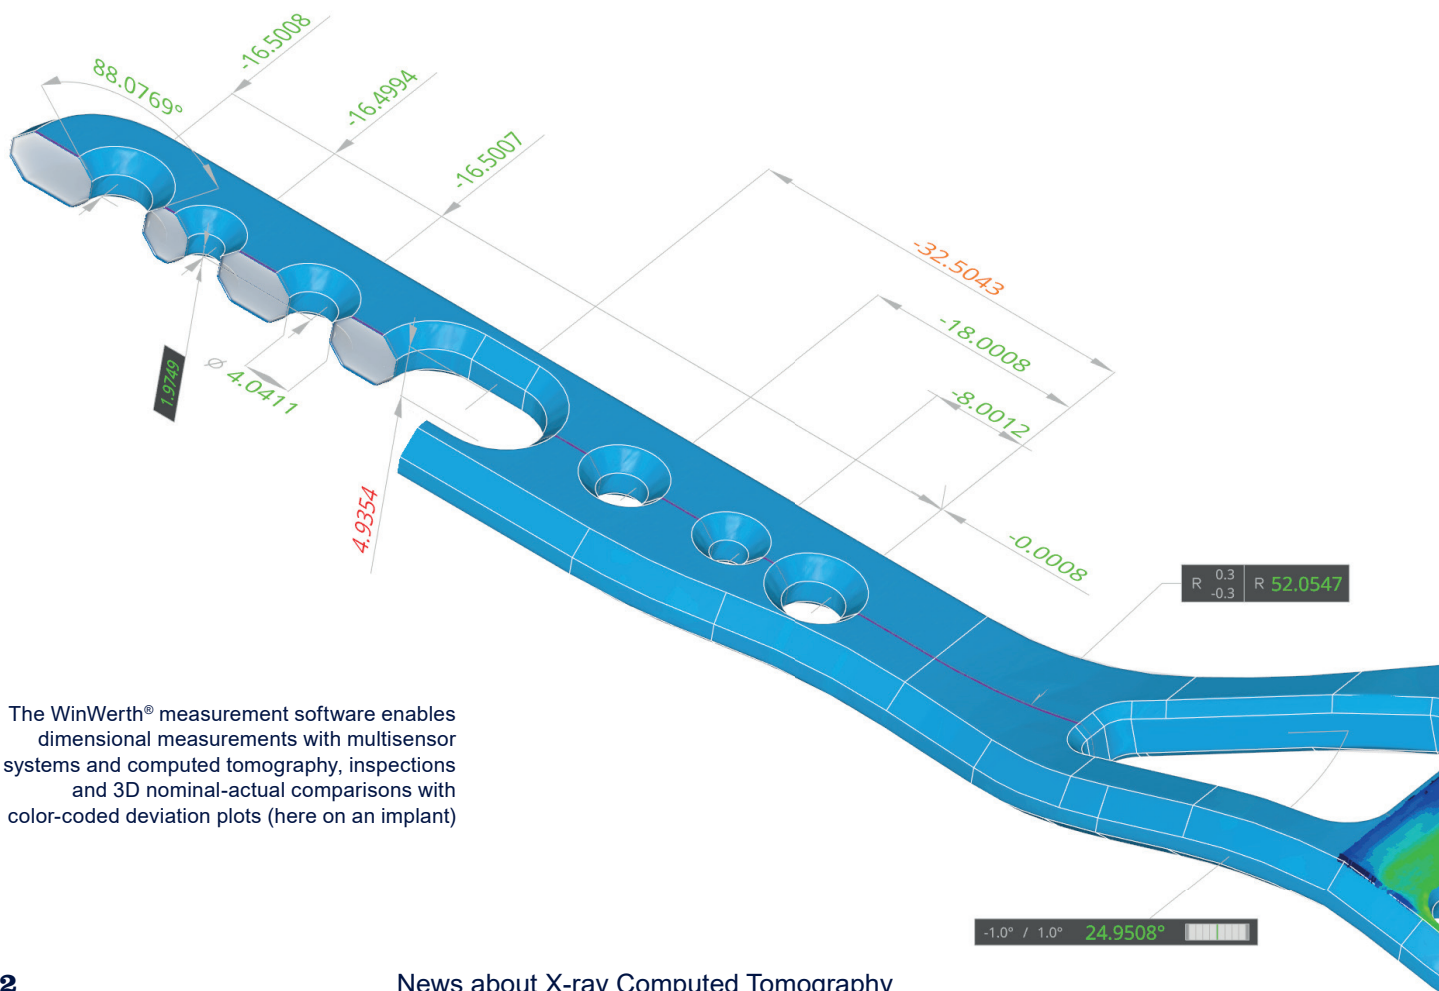 -16.5008
88.0769°
-16.4994
-16.5007
-32.5043
-18.0008
-8.0012
1.9749
⌀ 4.0411
4.9354
-0.0008
R 0.3 -0.3 R 52.0547
The WinWerth® measurement software enables
dimensional measurements with multisensor
systems and computed tomography, inspections
and 3D nominal-actual comparisons with
color-coded deviation plots (here on an implant)
-1.0° / 1.0° 24.9508°
2 News about X-ray Computed Tomography